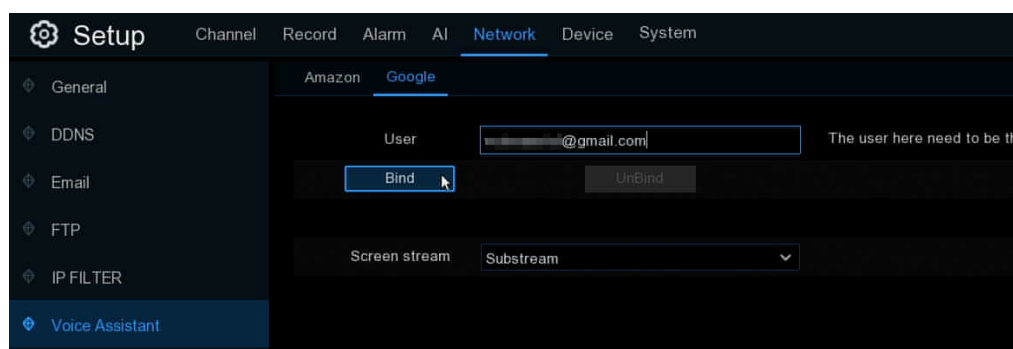 Setup Channel Record Alarm AI Network Device System
Amazon Google
General
DDNS
User @gmail.com The user here need to be
Email
Bind UnBind
FTP
Screen stream Substream
IP FILTER
Voice Assistant